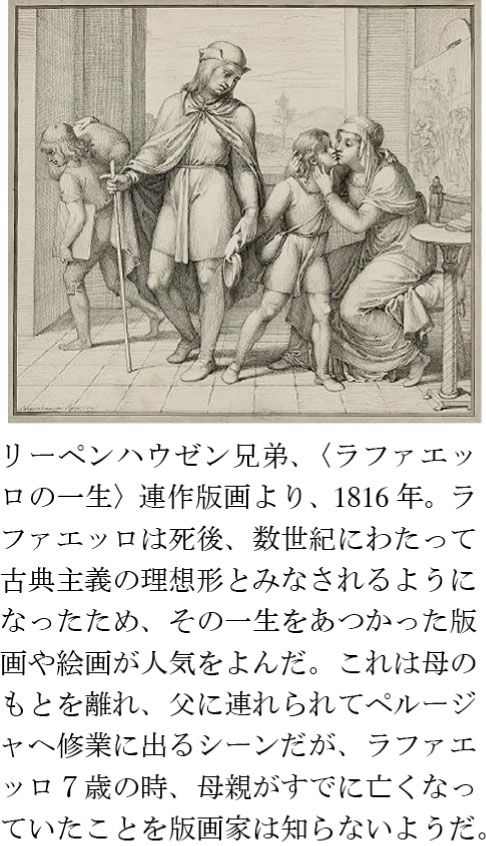 リーペンハウゼン兄弟、〈ラファエッ
ロの一生〉連作版画より、1816 年。ラ
ファエッロは死後、数世紀にわたって
古典主義の理想形とみなされるように
なったため、その一生をあつかった版
画や絵画が人気をよんだ。これは母の
もとを離れ、父に連れられてペルージ
ャへ修業に出るシーンだが、ラファエ
ッロ７歳の時、母親がすでに亡くなっ
ていたことを版画家は知らないようだ。